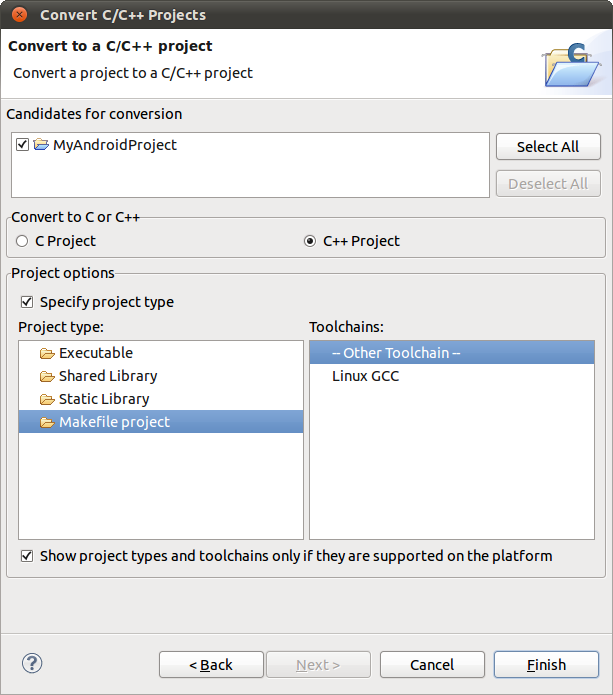 Convert C/C++ Projects
Convert to a C/C++ project
Convert a project to a C/C++ project
C
Candidates for conversion
MyAndroidProject
Select All
Deselect All
Convert to C or C++
C Project
C++ Project
Project options
Specify project type
Project type:
Toolchains:
Executable
Shared Library
Static Library
Makefile project
-- Other Toolchain --
Linux GCC
Show project types and toolchains only if they are supported on the platform
?
< Back
Next >
Cancel
Finish